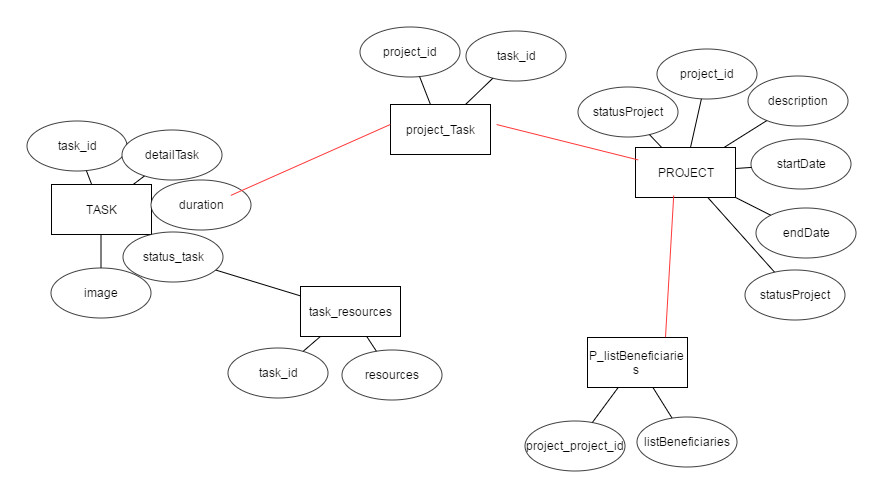 project_id
task_id
project_Task
statusProject
project_id
description
startDate
PROJECT
endDate
statusProject
task_id
detailTask
TASK
duration
status_task
image
task_resources
task_id
resources
P_listBeneficiarie
s
project_project_id
listBeneficiaries